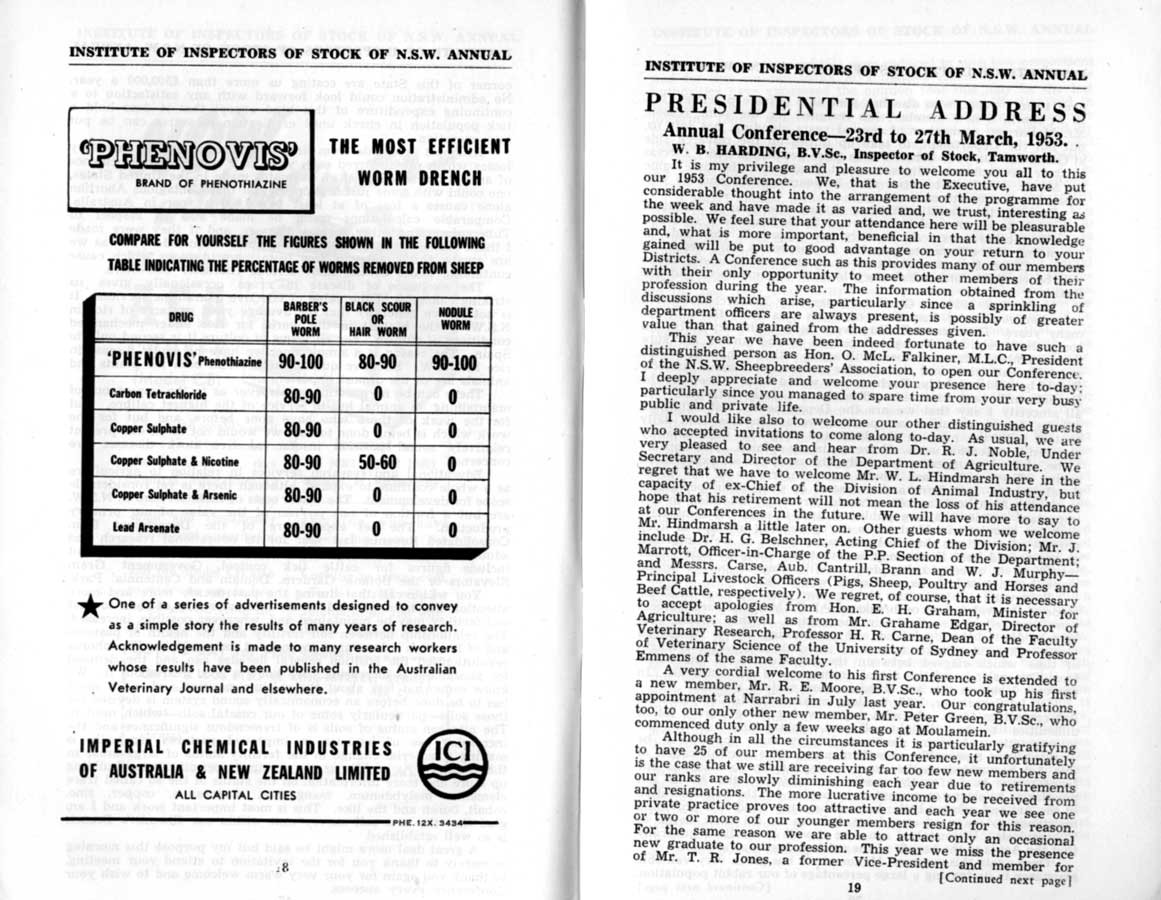 INSTITUTE OF INSPECTORS OF STOCK OF N.S.W. ANNUAL
'PHENOVIS'
BRAND OF PHENOTHIAZINE
THE MOST EFFICIENT
WORM DRENCH
COMPARE FOR YOURSELF THE FIGURES SHOWN IN THE FOLLOWING
TABLE INDICATING THE PERCENTAGE OF WORMS REMOVED FROM SHEEP
DRUG BARBER'S POLE WORM BLACK SCOUR OR HAIR WORM NODULE WORM
'PHENOVIS' Phenothiazine 90-100 80-90 90-100
Carbon Tetrachloride 80-90 0 0
Copper Sulphate 80-90 0 0
Copper Sulphate & Nicotine 80-90 50-60 0
Copper Sulphate & Arsenic 80-90 0 0
Lead Arsenate 80-90 0 0
One of a series of advertisements designed to convey
as a simple story the results of many years of research.
Acknowledgement is made to many research workers
whose results have been published in the Australian
Veterinary Journal and elsewhere.
IMPERIAL CHEMICAL INDUSTRIES
OF AUSTRALIA & NEW ZEALAND LIMITED
ALL CAPITAL CITIES
ICI
PHE.12X. 3434
18
INSTITUTE OF INSPECTORS OF STOCK OF N.S.W. ANNUAL
PRESIDENTIAL ADDRESS
Annual Conference—23rd to 27th March, 1953.
W. B. HARDING, B.V.Sc., Inspector of Stock, Tamworth.
It is my privilege and pleasure to welcome you all to this
our 1953 Conference. We, that is the Executive, have put
considerable thought into the arrangement of the programme for
the week and have made it as varied and, we trust, interesting as
possible. We feel sure that your attendance here will be pleasurable
and, what is more important, beneficial in that the knowledge
gained will be put to good advantage on your return to your
Districts. A Conference such as this provides many of our members
with their only opportunity to meet other members of their
profession during the year. The information obtained from the
discussions which arise, particularly since a sprinkling of
department officers are always present, is possibly of greater
value than that gained from the addresses given.
This year we have been indeed fortunate to have such a
distinguished person as Hon. O. McL. Falkiner, M.L.C., President
of the N.S.W. Sheepbreeders' Association, to open our Conference.
I deeply appreciate and welcome your presence here to-day;
particularly since you managed to spare time from your very busy
public and private life.
I would like also to welcome our other distinguished guests
who accepted invitations to come along to-day. As usual, we are
very pleased to see and hear from Dr. R. J. Noble, Under
Secretary and Director of the Department of Agriculture. We
regret that we have to welcome Mr. W. L. Hindmarsh here in the
capacity of ex-Chief of the Division of Animal Industry, but
hope that his retirement will not mean the loss of his attendance
at our Conferences in the future. We will have more to say to
Mr. Hindmarsh a little later on. Other guests whom we welcome
include Dr. H. G. Belschner, Acting Chief of the Division; Mr. J.
Marrott, Officer-in-Charge of the P.P. Section of the Department;
and Messrs. Carse, Aub. Cantrill, Brann and W. J. Murphy—
Principal Livestock Officers (Pigs, Sheep, Poultry and Horses and
Beef Cattle, respectively). We regret, of course, that it is necessary
to accept apologies from Hon. E. H. Graham, Minister for
Agriculture; as well as from Mr. Grahame Edgar, Director of
Veterinary Research, Professor H. R. Carne, Dean of the Faculty
of Veterinary Science of the University of Sydney and Professor
Emmens of the same Faculty.
A very cordial welcome to his first Conference is extended to
a new member, Mr. R. E. Moore, B.V.Sc., who took up his first
appointment at Narrabri in July last year. Our congratulations,
too, to our only other new member, Mr. Peter Green, B.V.Sc., who
commenced duty only a few weeks ago at Moulamein.
Although in all the circumstances it is particularly gratifying
to have 25 of our members at this Conference, it unfortunately
is the case that we still are receiving far too few new members and
our ranks are slowly diminishing each year due to retirements
and resignations. The more lucrative income to be received from
private practice proves too attractive and each year we see one
or two or more of our younger members resign for this reason.
For the same reason we are able to attract only an occasional
new graduate to our profession. This year we miss the presence
of Mr. T. R. Jones, a former Vice-President and member for
[Continued next page]
19